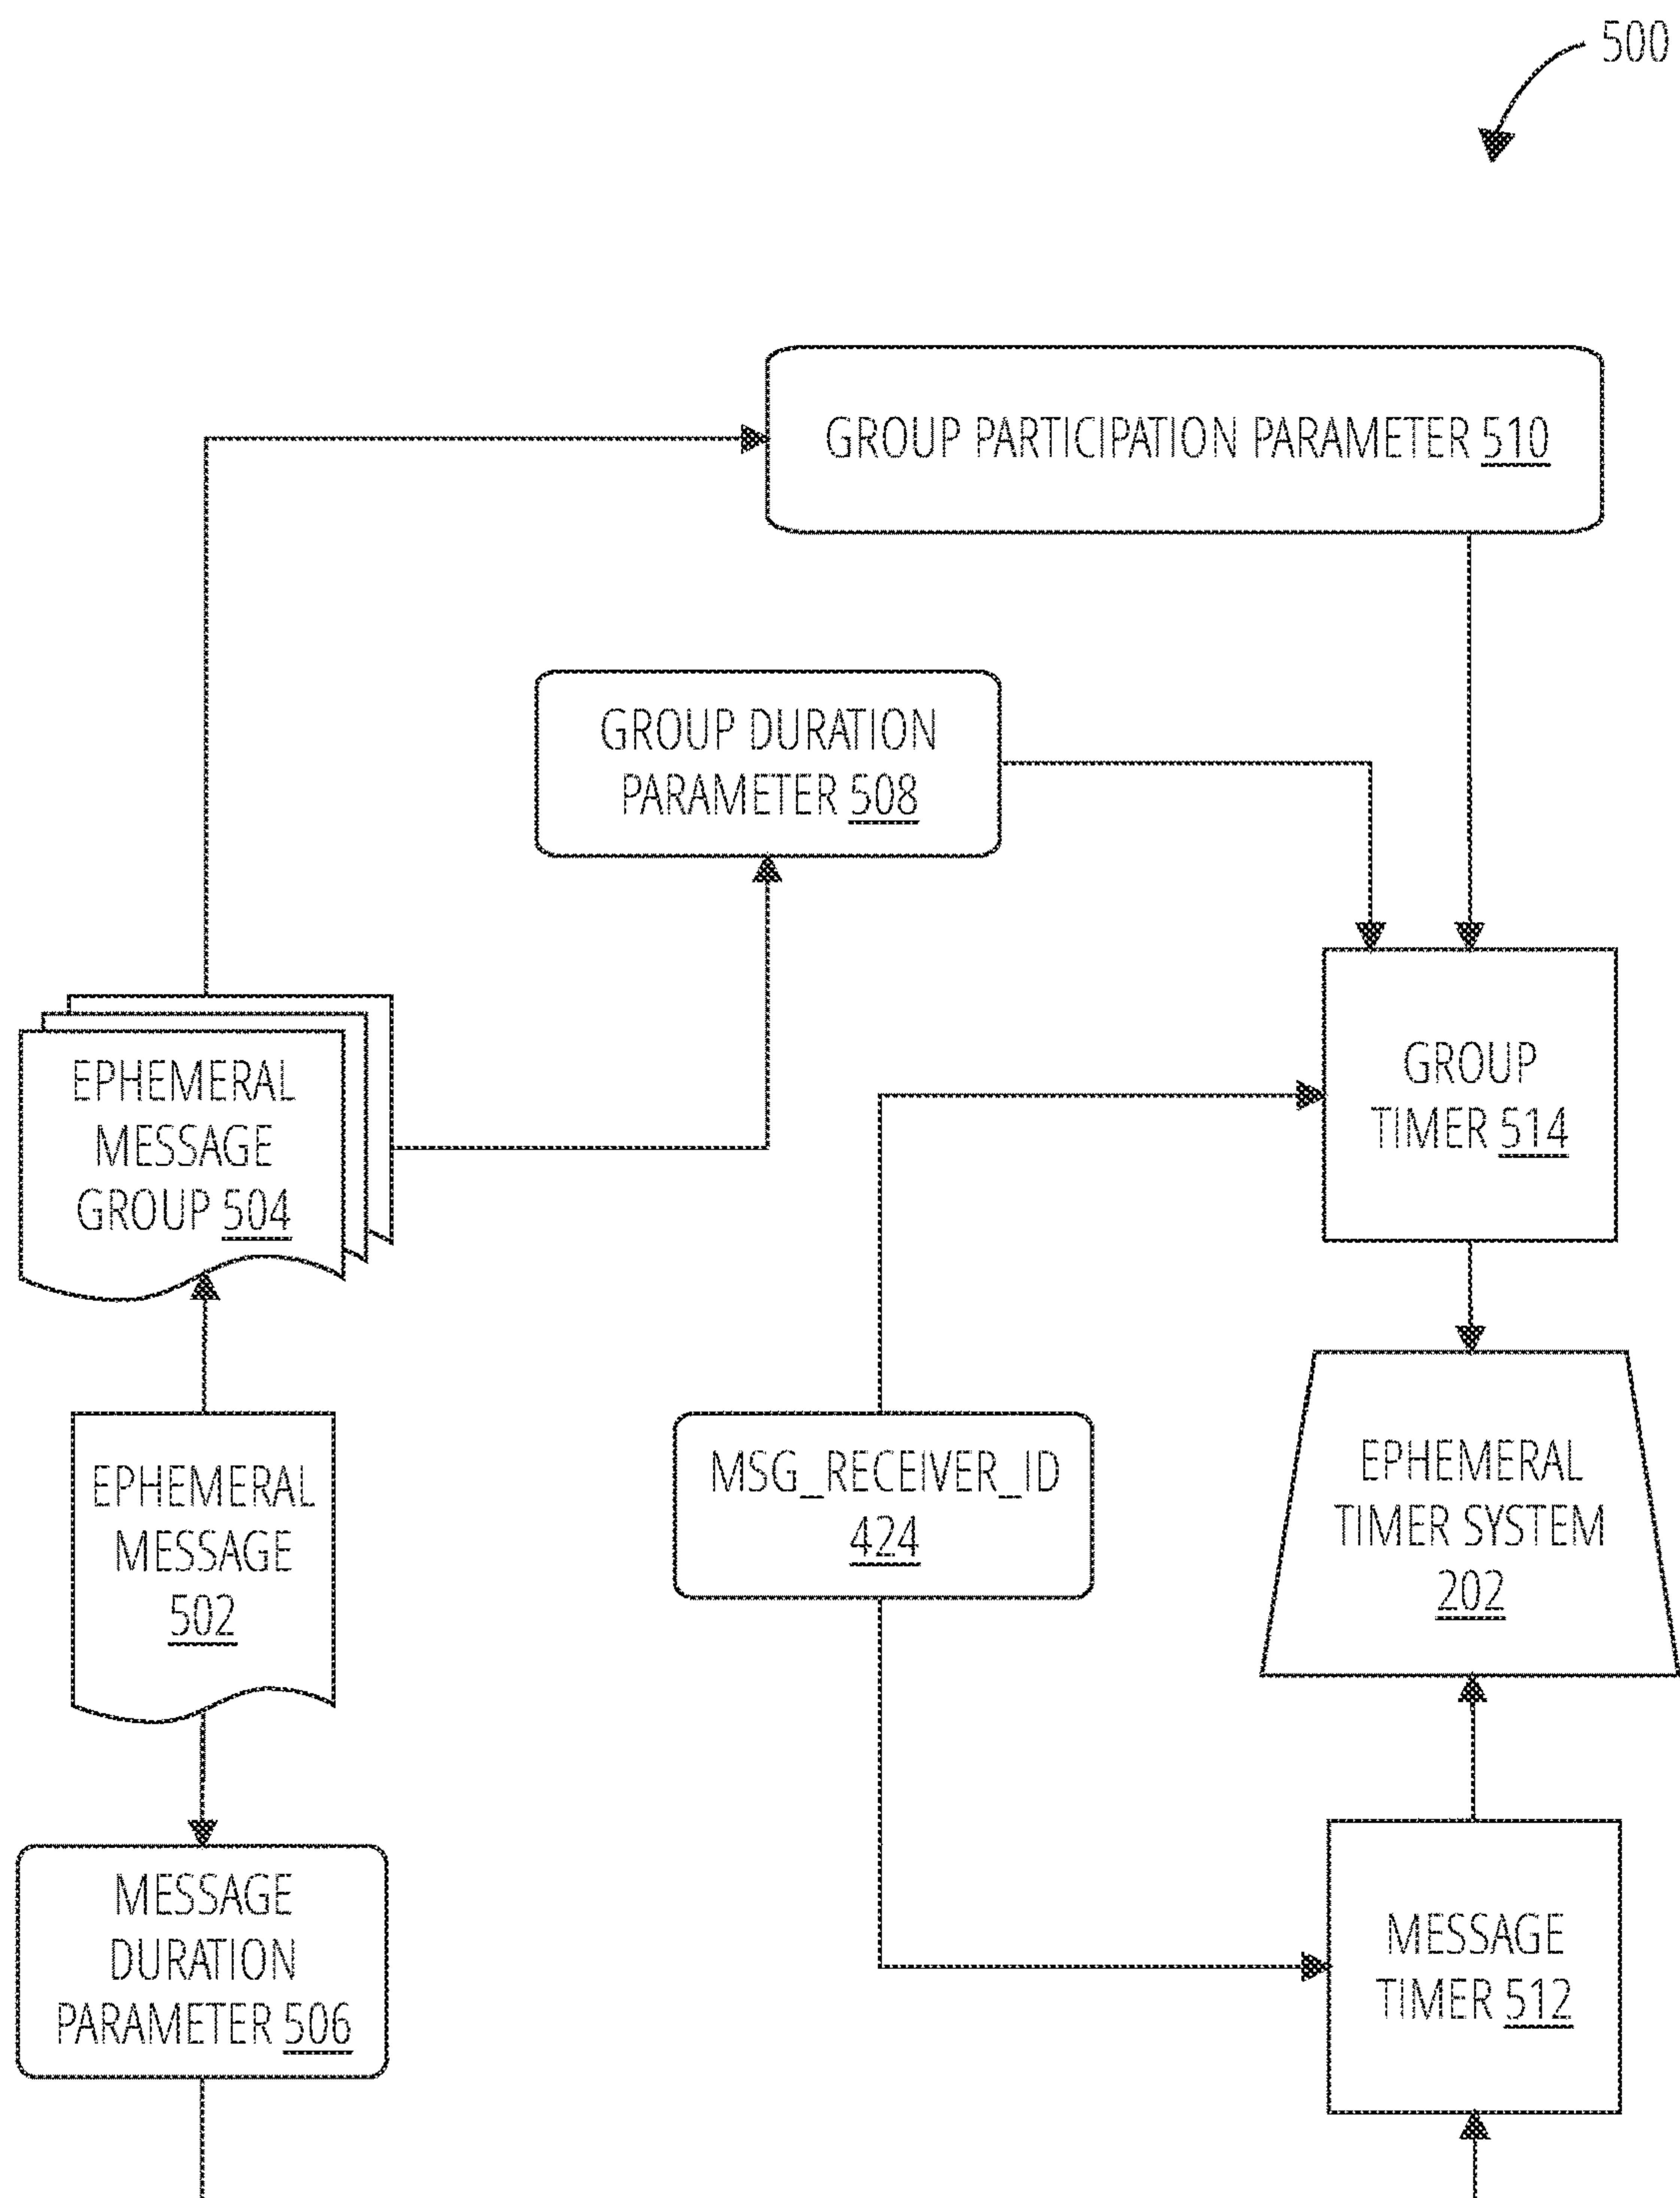 500
GROUP PARTICIPATION PARAMETER 510
GROUP DURATION
PARAMETER 508
EPHEMERAL
MESSAGE
GROUP 504
GROUP
TIMER 514
EPHEMERAL
MESSAGE
502
MSG_RECEIVER_ID
424
EPHEMERAL
TIMER SYSTEM
202
MESSAGE
DURATION
PARAMETER 506
MESSAGE
TIMER 512